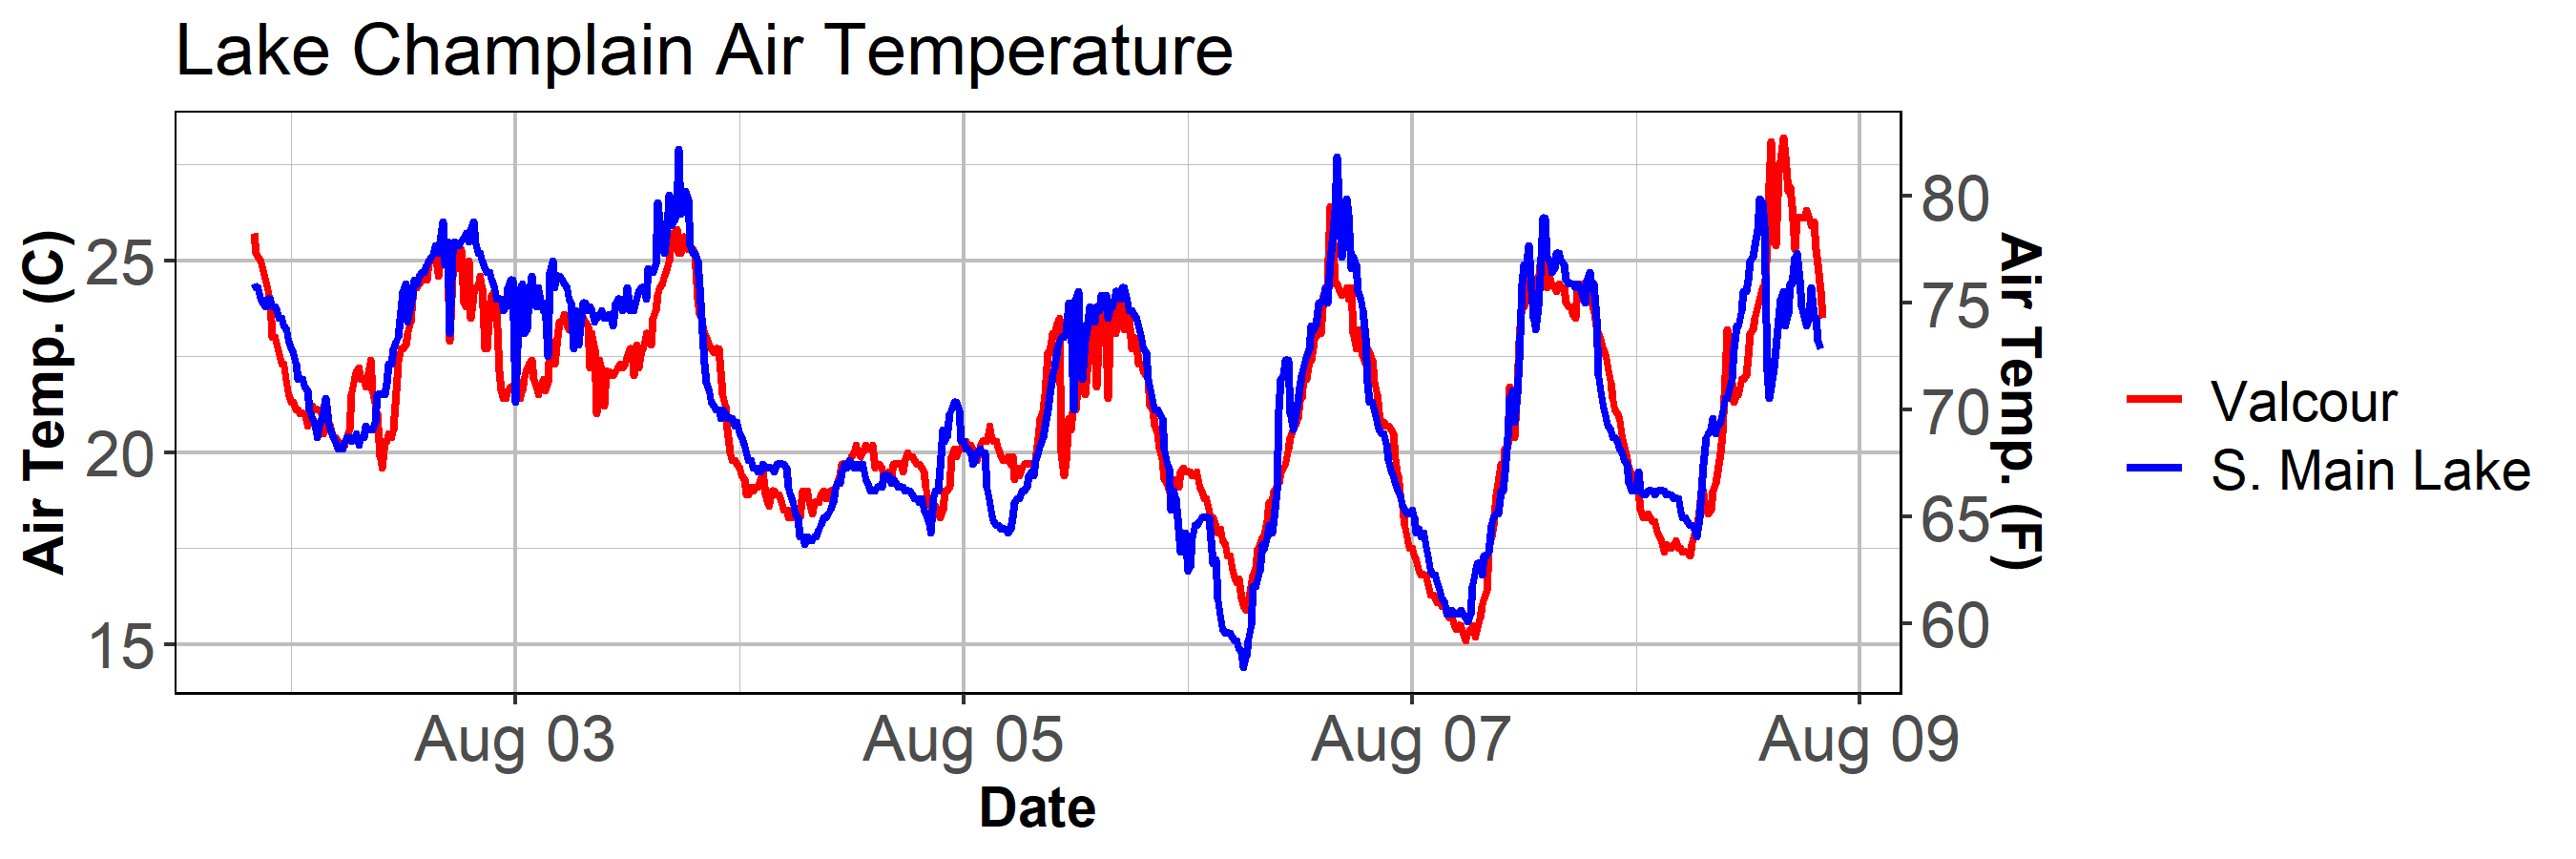 Lake Champlain Air Temperature
Air Temp. (C)
25
20
15
80
75
70
65
60
Air Temp. (F)
Aug 03
Aug 05
Aug 07
Aug 09
Date
Valcour
S. Main Lake